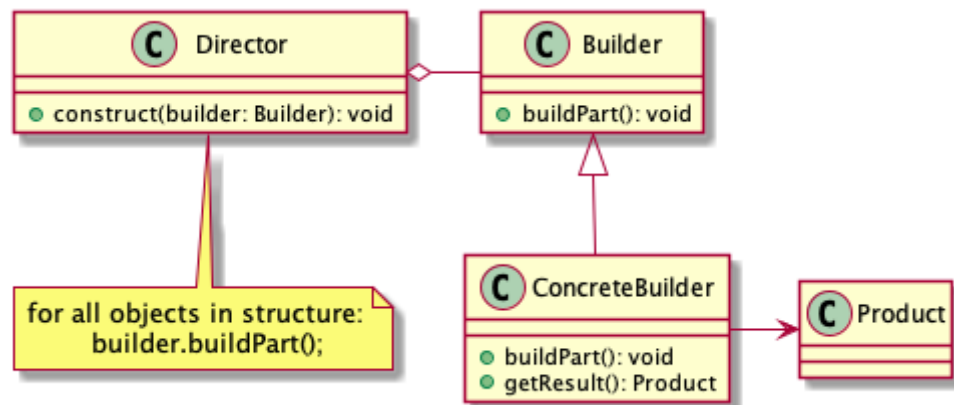 C Director
+ construct(builder: Builder): void
C Builder
+ buildPart(): void
for all objects in structure:
builder.buildPart();
C ConcreteBuilder
+ buildPart(): void
+ getResult(): Product
C Product